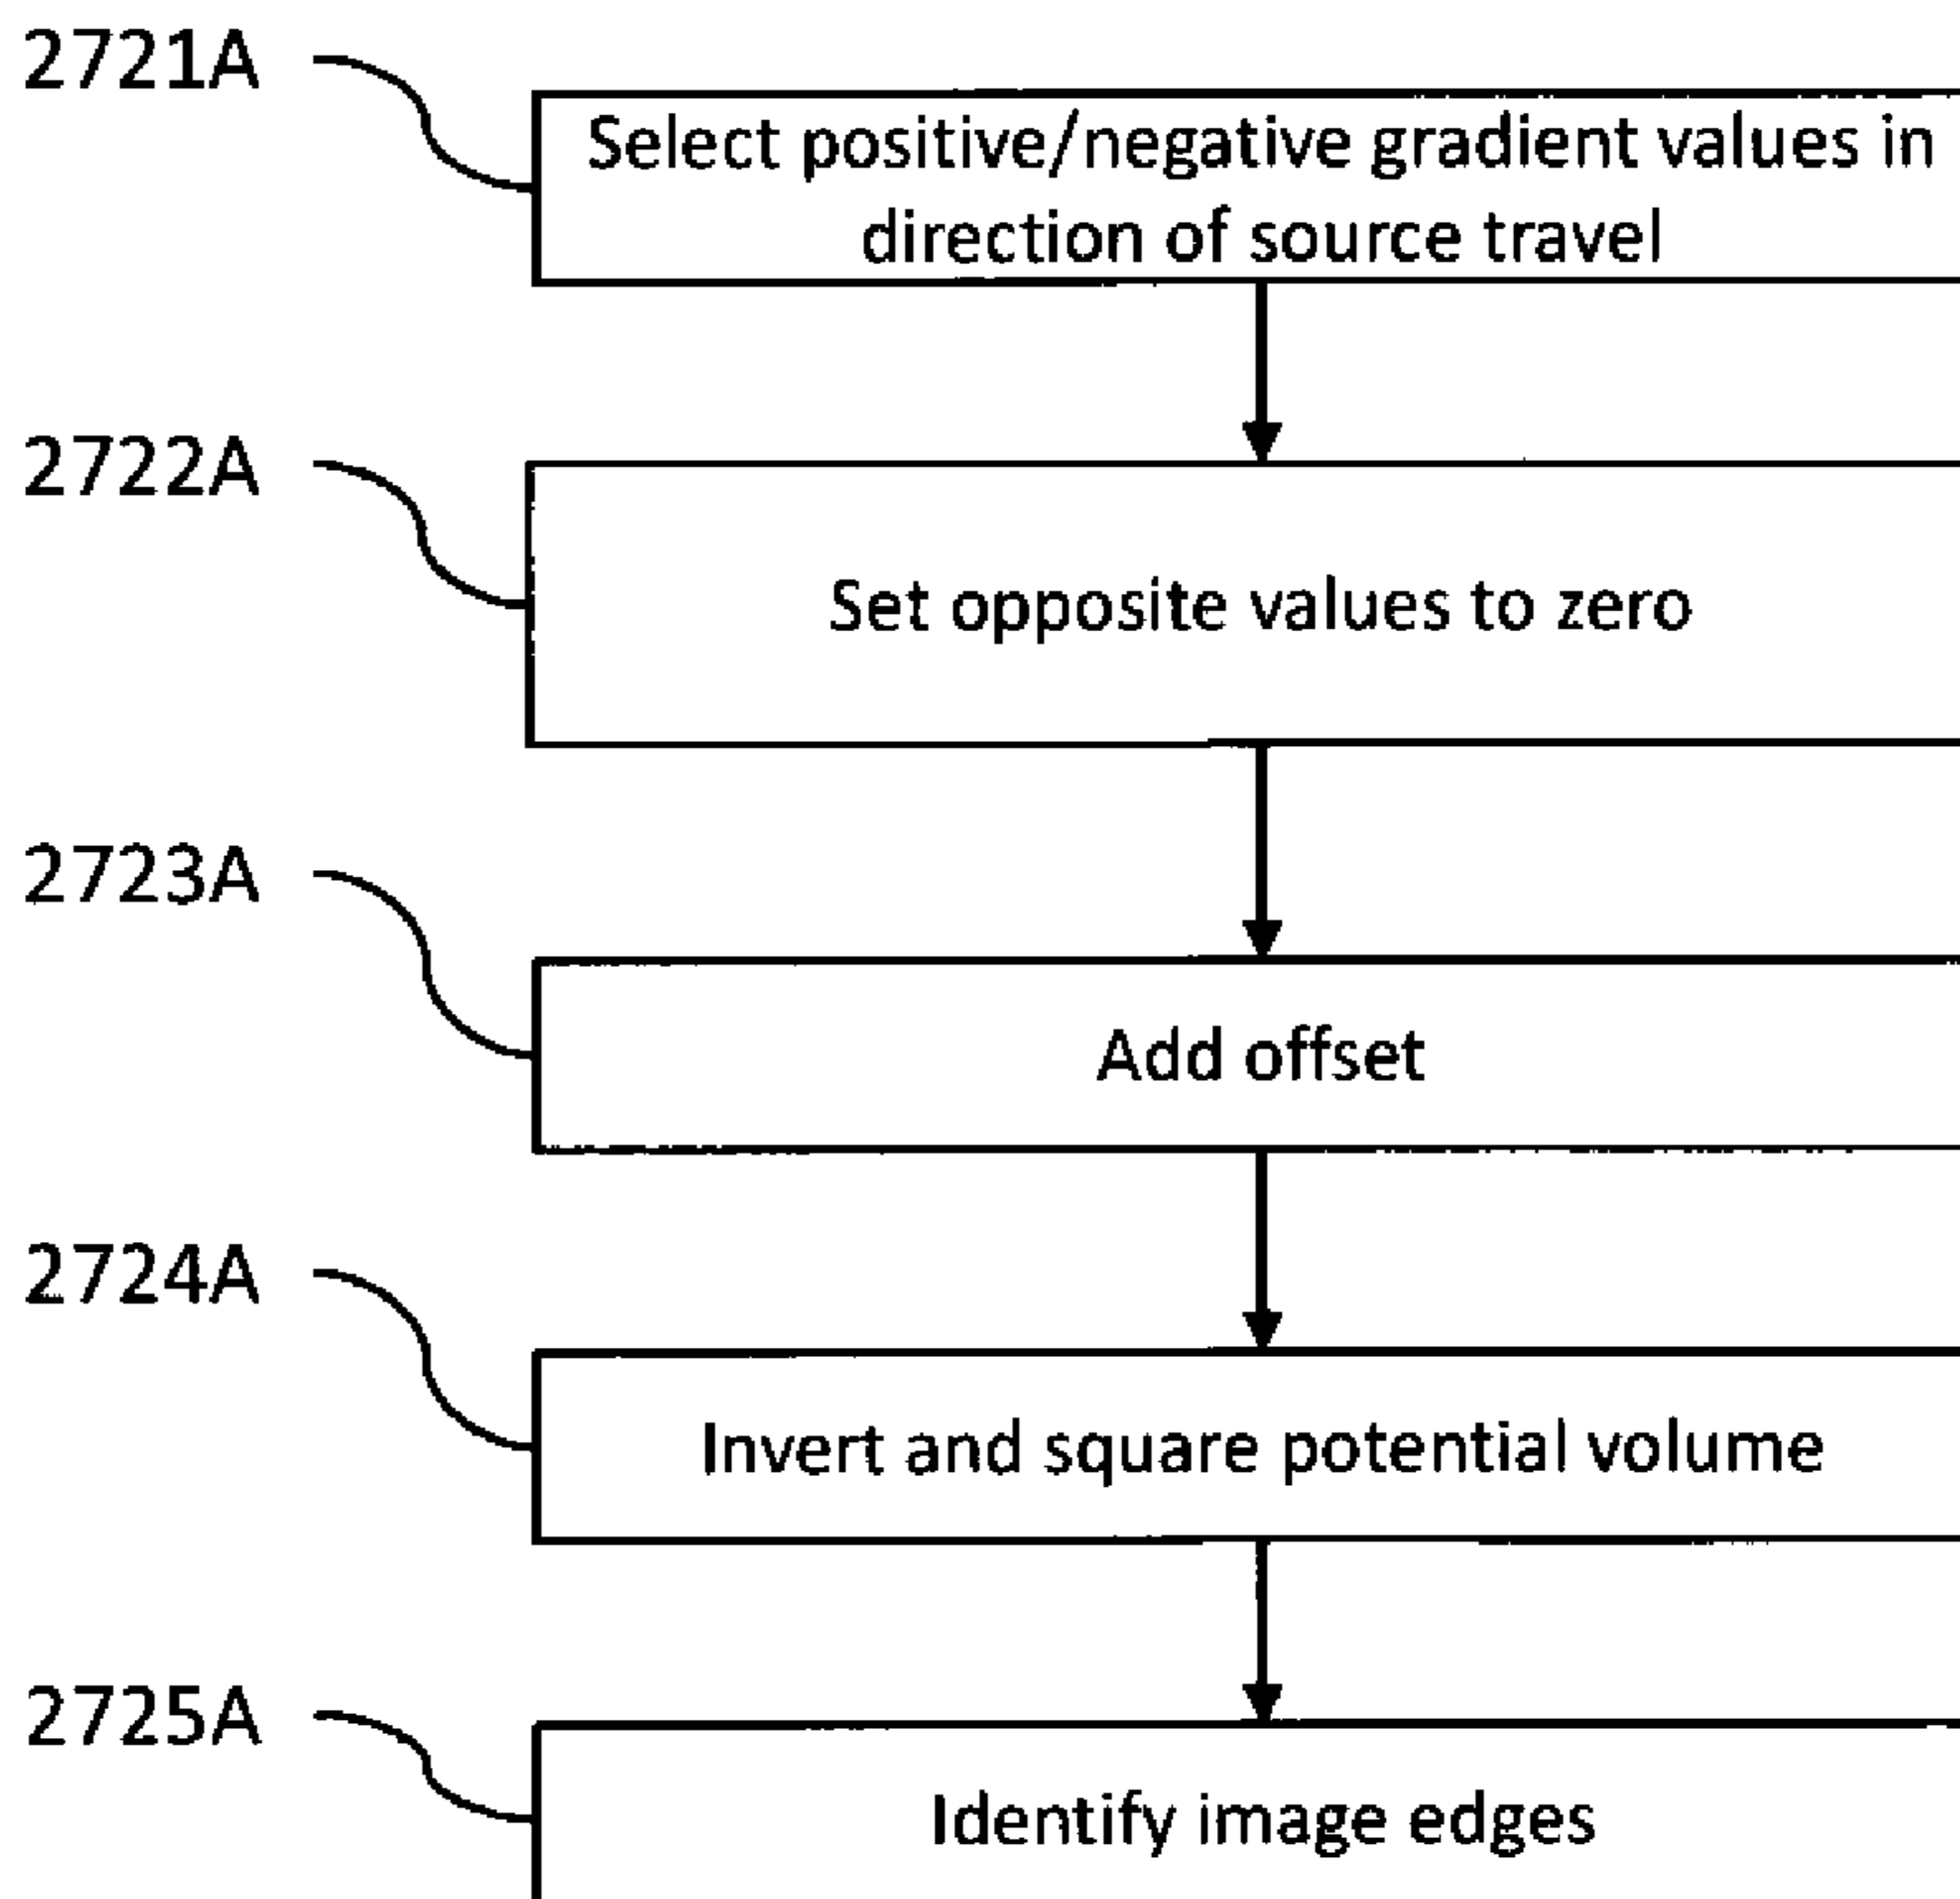 2721A
Select positive/negative gradient values in
direction of source travel
2722A
Set opposite values to zero
2723A
Add offset
2724A
Invert and square potential volume
2725A
Identify image edges